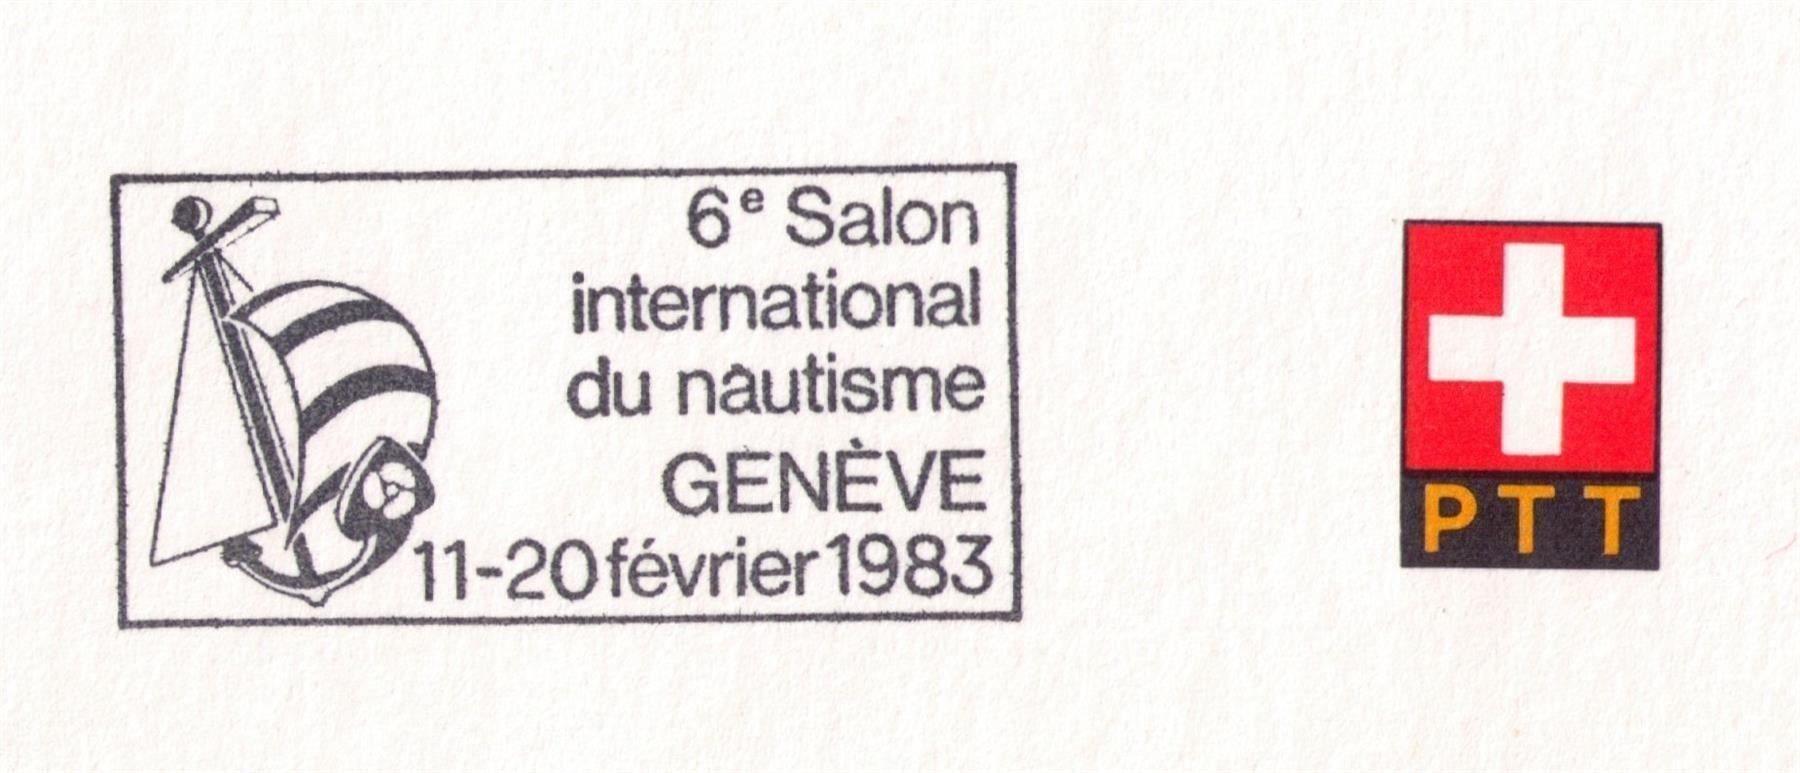 6e Salon
international
du nautisme
GENÈVE
11-20 février 1983
PTT